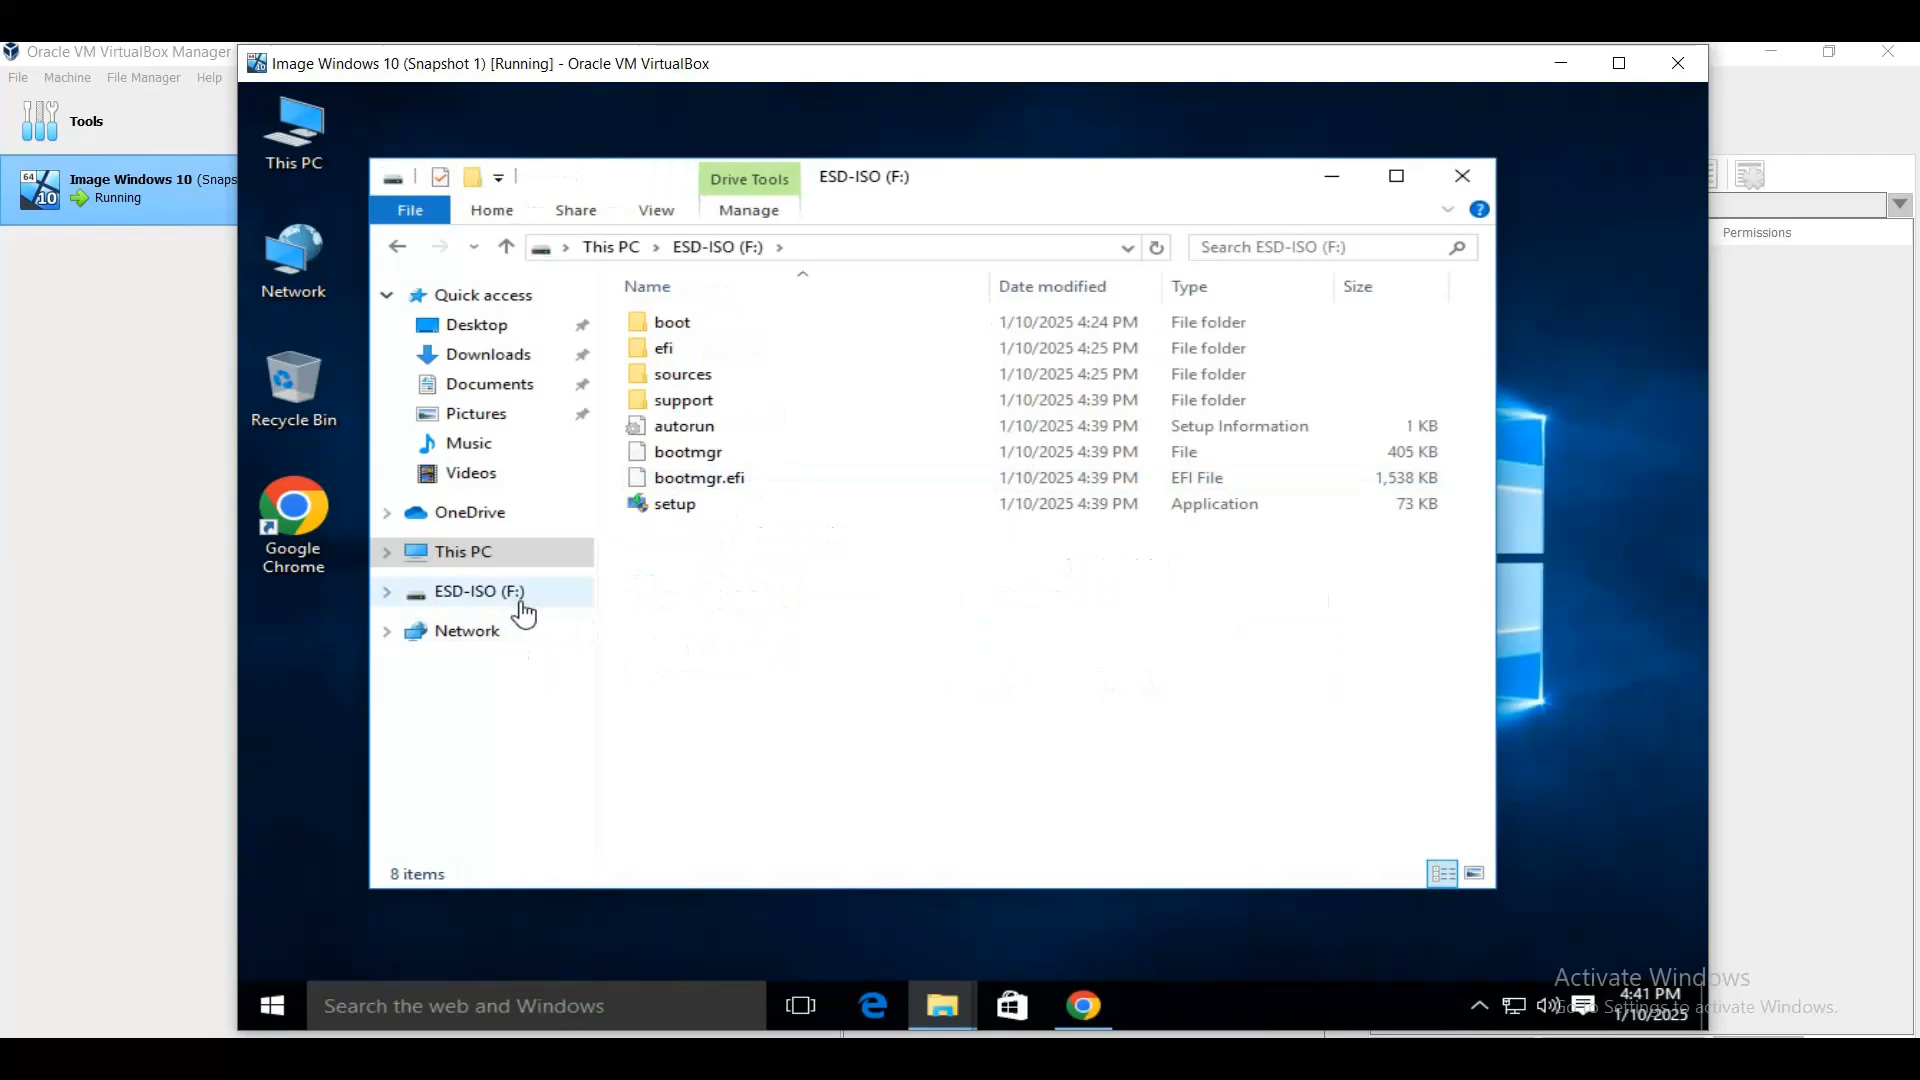 Oracle VM VirtualBox Manager
File Machine File Manager Help
Tools
64
10
Image Windows 10 (Snaps
Running
Permissions
Image Windows 10 (Snapshot 1) [Running] - Oracle VM VirtualBox
This PC
Network
Recycle Bin
Google
Chrome
Drive Tools
ESD-ISO (F:)
File Home Share View Manage
This PC ESD-ISO (F:)
Search ESD-ISO (F:)
Quick access
Desktop
Downloads
Documents
Pictures
Music
Videos
OneDrive
This PC
ESD-ISO (F:)
Network
Name Date modified Type Size
boot 1/10/2025 4:24 PM File folder
efi 1/10/2025 4:25 PM File folder
sources 1/10/2025 4:25 PM File folder
support 1/10/2025 4:39 PM File folder
autorun 1/10/2025 4:39 PM Setup Information 1 KB
bootmgr 1/10/2025 4:39 PM File 405 KB
bootmgr.efi 1/10/2025 4:39 PM EFI File 1,538 KB
setup 1/10/2025 4:39 PM Application 73 KB
8 items
Search the web and Windows
4:41 PM
1/10/2025
Activate Windows
Go to Settings to activate Windows.